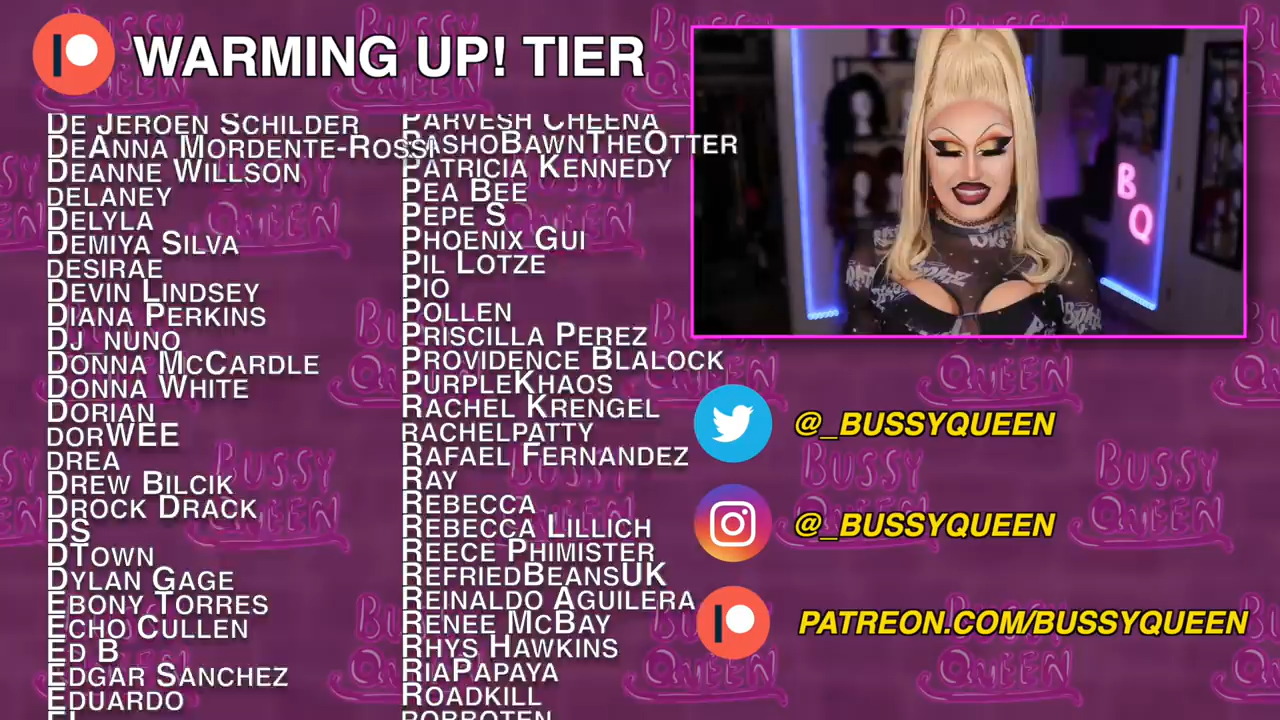 WARMING UP! TIER
De Jeroen Schilder
DeAnna Mordente-Rossi
Deanne Willson
delaney
Delyla
Demiya Silva
desirae
Devin Lindsey
Diana Perkins
Dj_nuno
Donna McCardle
Donna White
Dorian
dorWEE
drea
Drew Bilcik
Drock Drack
DS
DTown
Dylan Gage
Ebony Torres
Echo Cullen
Ed B
Edgar Sanchez
Eduardo
Parvesh Cheena
ashoBawnTheOtter
Patricia Kennedy
Pea Bee
Pepe S
Phoenix Gui
Pil Lotze
Pio
Pollen
Priscilla Perez
Providence Blalock
PurpleKhaos
Rachel Krengel
rachelpatty
Rafael Fernandez
Ray
Rebecca
Rebecca Lillich
Reece Phimister
RefriedBeansUK
Reinaldo Aguilera
Renee McBay
Rhys Hawkins
RiaPapaya
Roadkill
BQ
@_BUSSYQUEEN
@_BUSSYQUEEN
PATREON.COM/BUSSYQUEEN
Bussy
Queen